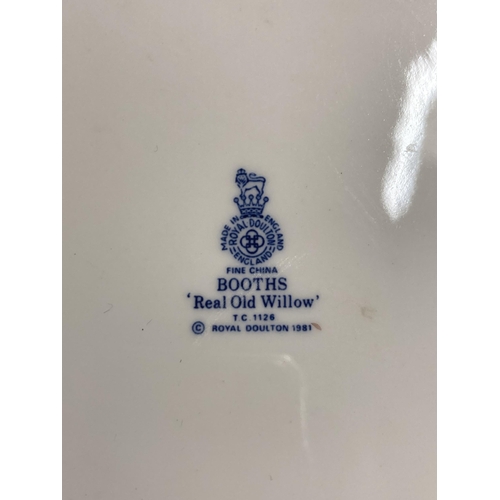 MADE IN ENGLAND
ROYAL DOULTON
ENGLAND
FINE CHINA
BOOTHS
'Real Old Willow'
T.C. 1126
© ROYAL DOULTON 1981